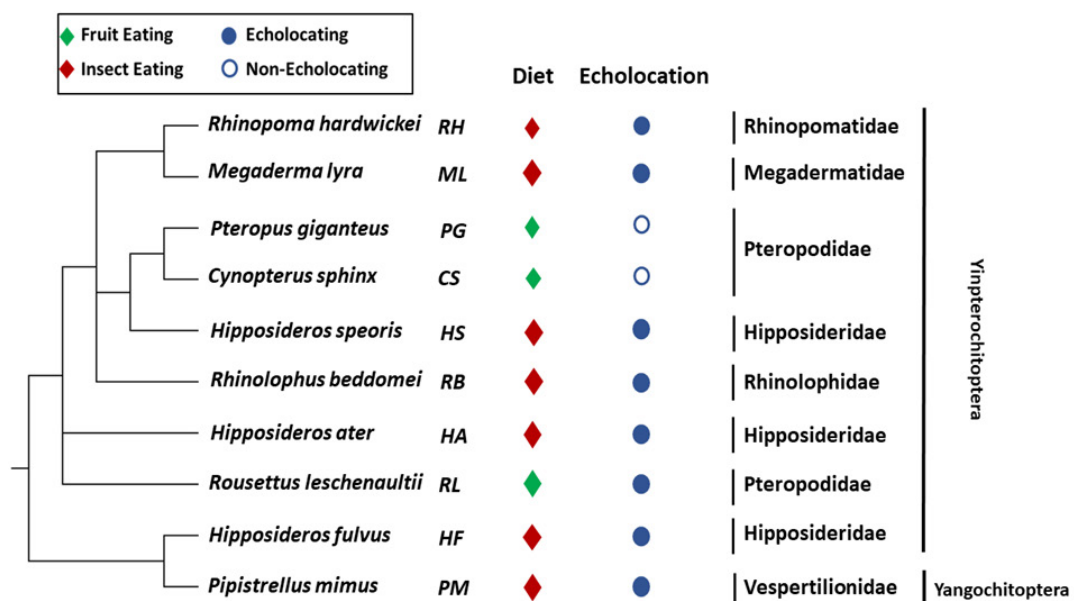 Fruit Eating Echolocating
Insect Eating Non-Echolocating
Diet Echolocation
Rhinopoma hardwickei RH Rhinopomatidae
Megaderma lyra ML Megadermatidae
Pteropus giganteus PG
Pteropodidae
Cynopterus sphinx CS
Hipposideros speoris HS Hipposideridae
Rhinolophus beddomei RB Rhinolophidae
Hipposideros ater HA Hipposideridae
Rousettus leschenaultii RL Pteropodidae
Hipposideros fulvus HF Hipposideridae
Pipistrellus mimus PM Vespertilionidae Yangochitoptera
Yinpterochitoptera